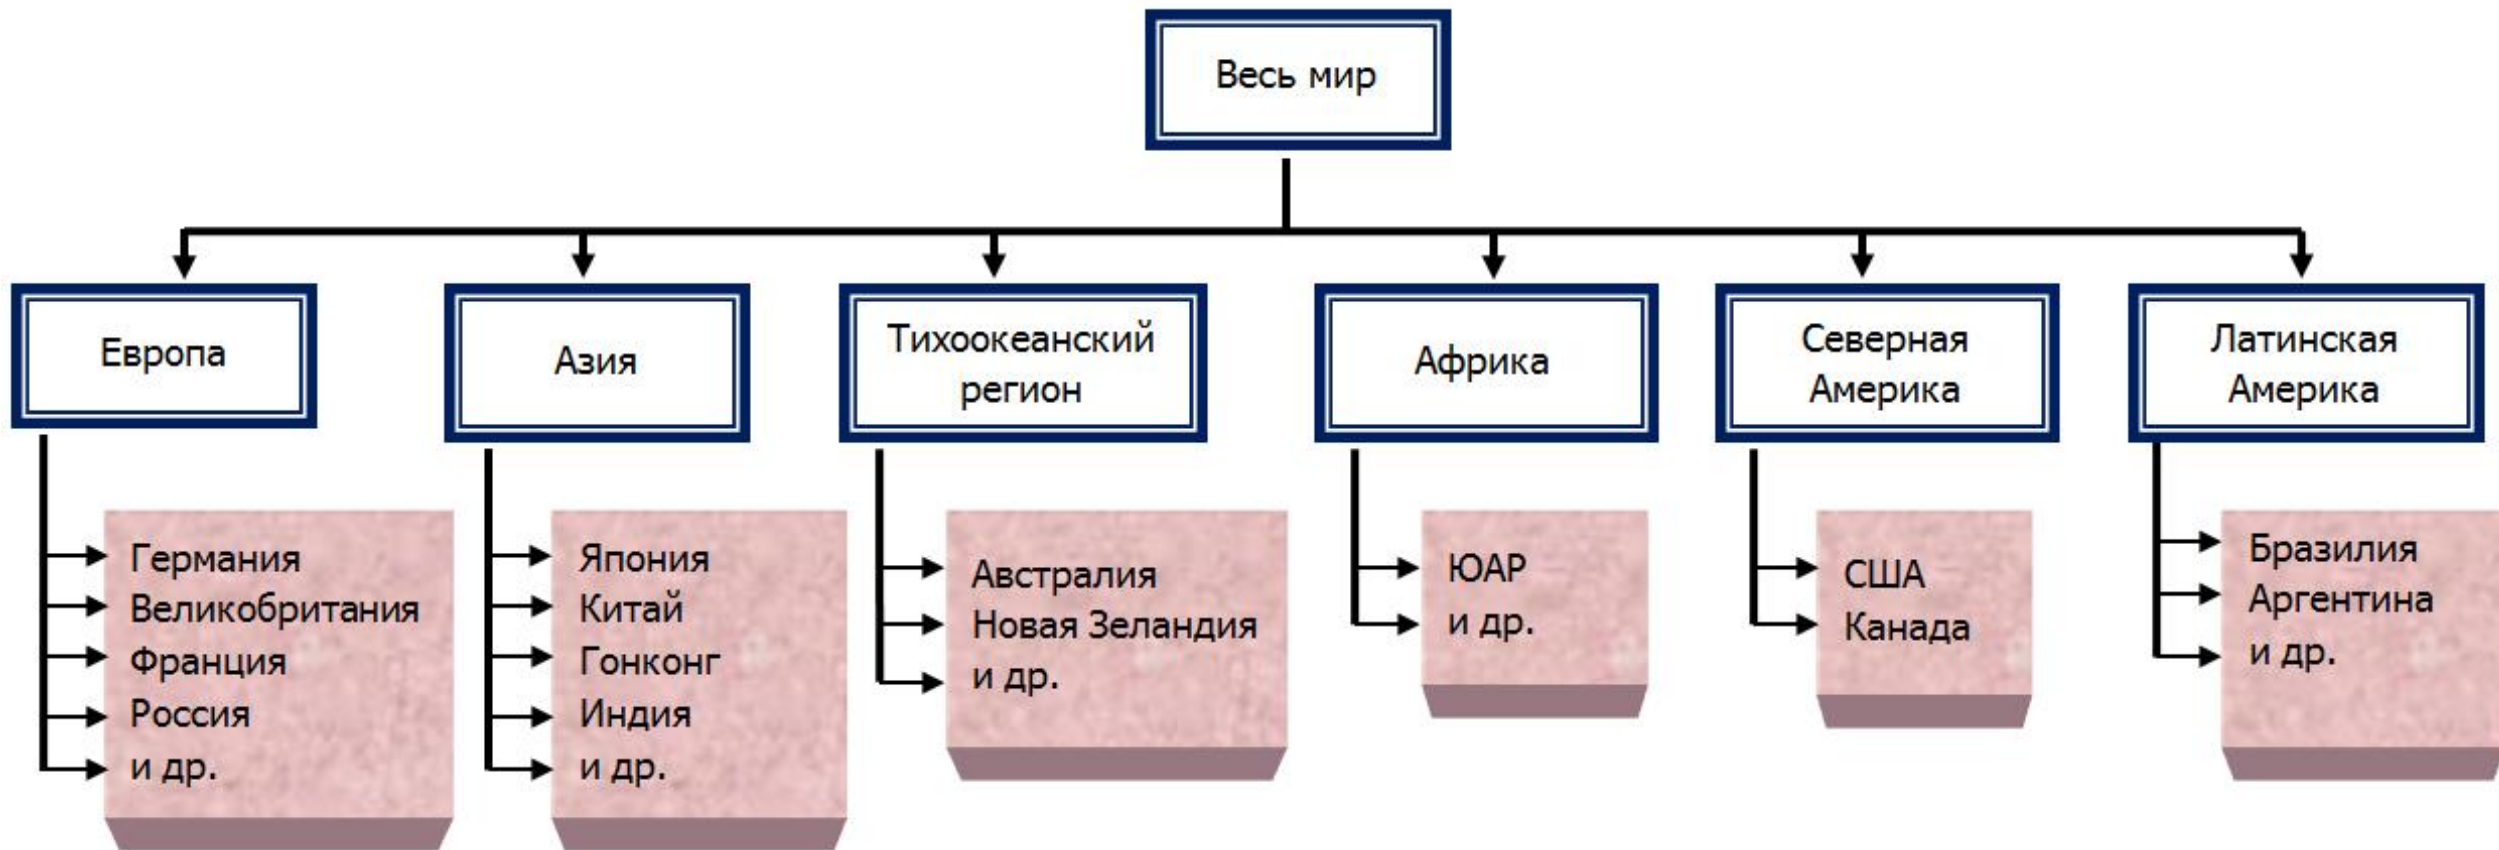 Весь мир
Европа
Азия
Тихоокеанский
регион
Африка
Северная
Америка
Латинская
Америка
Германия
Великобритания
Франция
Россия
и др.
Япония
Китай
Гонконг
Индия
и др.
Австралия
Новая Зеландия
и др.
ЮАР
и др.
США
Канада
Бразилия
Аргентина
и др.